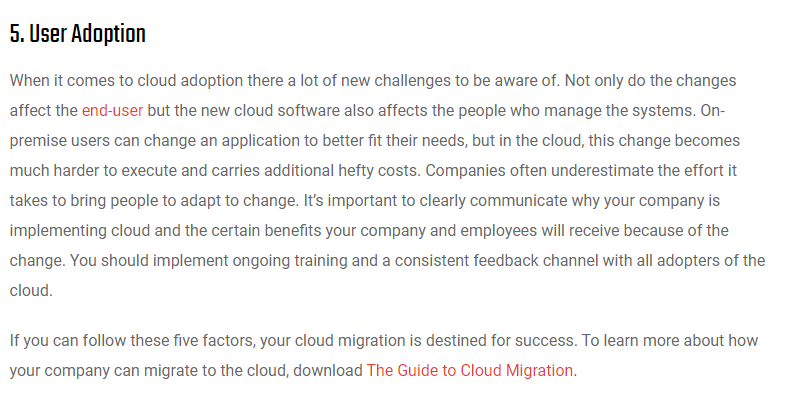 5. User Adoption
When it comes to cloud adoption there a lot of new challenges to be aware of. Not only do the changes
affect the end-user but the new cloud software also affects the people who manage the systems. On-
premise users can change an application to better fit their needs, but in the cloud, this change becomes
much harder to execute and carries additional hefty costs. Companies often underestimate the effort it
takes to bring people to adapt to change. It’s important to clearly communicate why your company is
implementing cloud and the certain benefits your company and employees will receive because of the
change. You should implement ongoing training and a consistent feedback channel with all adopters of the
cloud.
If you can follow these five factors, your cloud migration is destined for success. To learn more about how
your company can migrate to the cloud, download The Guide to Cloud Migration.